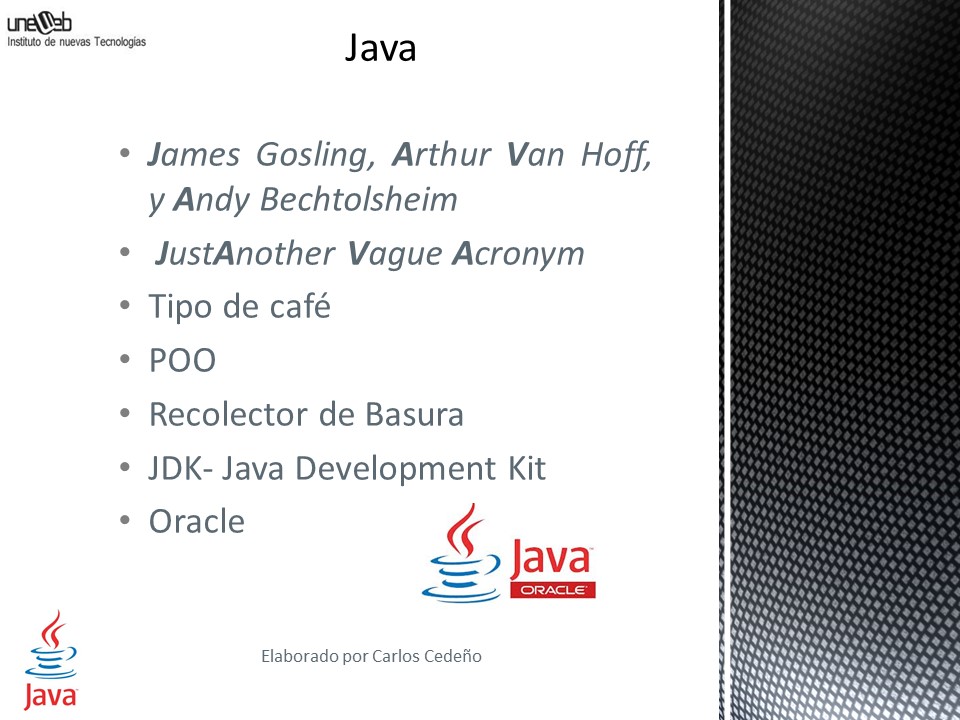 uneWeb
Instituto de nuevas Tecnologías
Java
• James Gosling, Arthur Van Hoff,
y Andy Bechtolsheim
• JustAnother Vague Acronym
• Tipo de café
• POO
• Recolector de Basura
• JDK- Java Development Kit
• Oracle
Java™
ORACLE®
Elaborado por Carlos Cedeño
Java